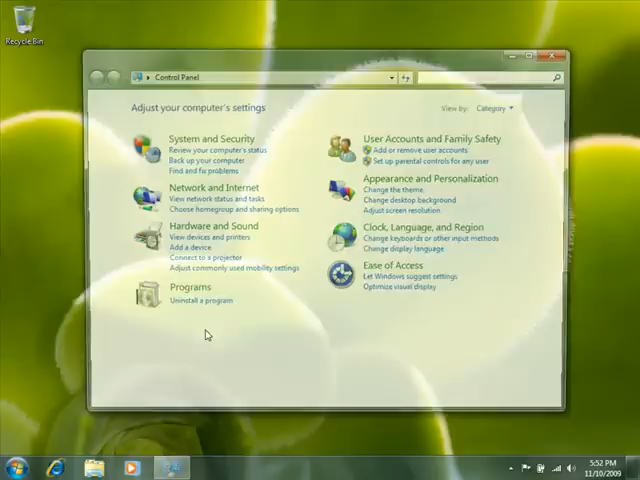 Recycle Bin
Control Panel
Adjust your computer's settings
View by: Category
System and Security
Review your computer's status
Back up your computer
Find and fix problems
Network and Internet
View network status and tasks
Choose homegroup and sharing options
Hardware and Sound
View devices and printers
Add a device
Connect to a projector
Adjust commonly used mobility settings
Programs
Uninstall a program
User Accounts and Family Safety
Add or remove user accounts
Set up parental controls for any user
Appearance and Personalization
Change the theme
Change desktop background
Adjust screen resolution
Clock, Language, and Region
Change keyboards or other input methods
Change display language
Ease of Access
Let Windows suggest settings
Optimize visual display
5:52 PM
11/10/2009